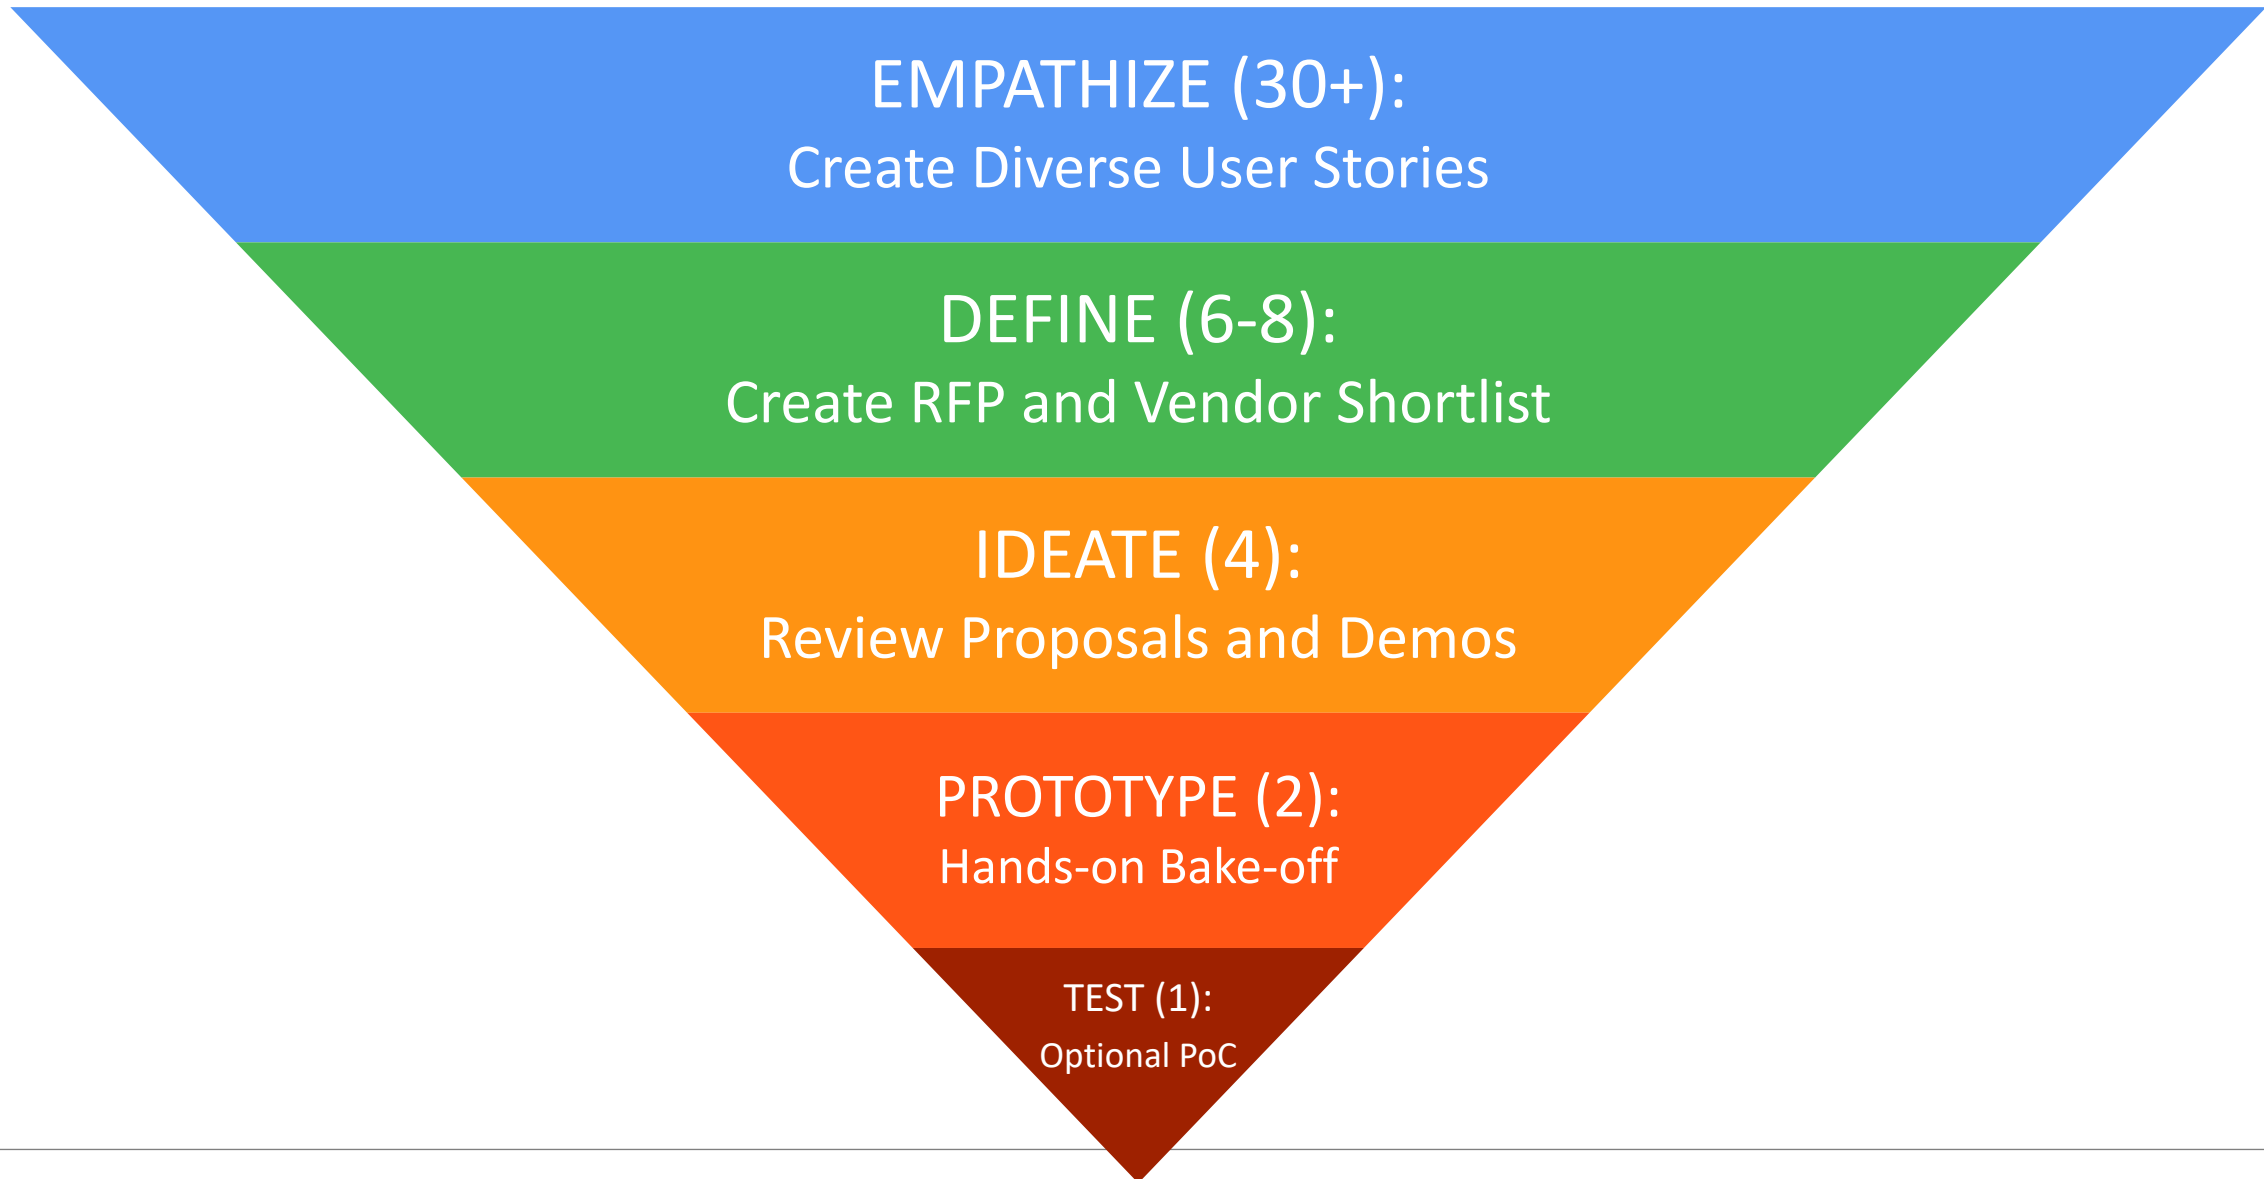 EMPATHIZE (30+):
Create Diverse User Stories
DEFINE (6-8):
Create RFP and Vendor Shortlist
IDEATE (4):
Review Proposals and Demos
PROTOTYPE (2):
Hands-on Bake-off
TEST (1):
Optional PoC